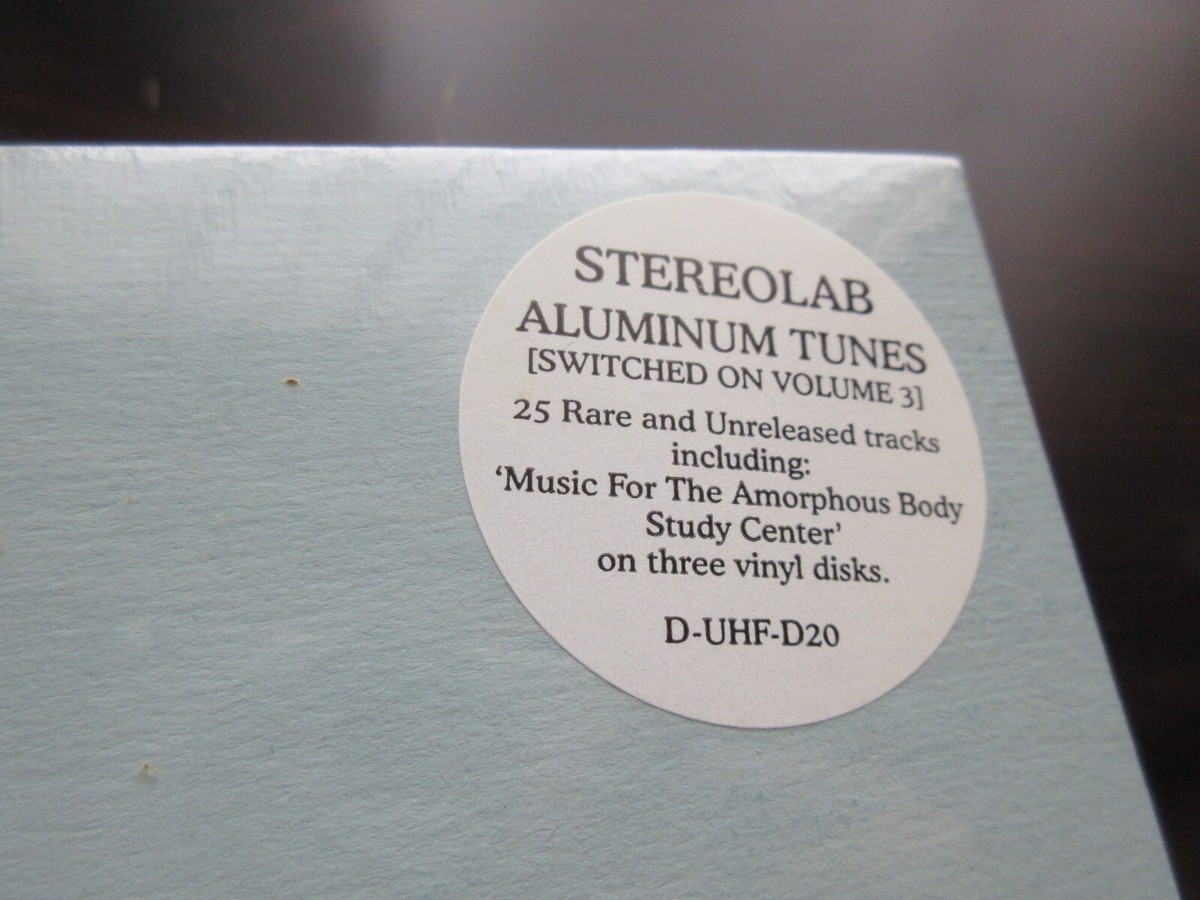 STEREOLAB
ALUMINUM TUNES
[SWITCHED ON VOLUME 3]
25 Rare and Unreleased tracks
including:
‘Music For The Amorphous Body
Study Center’
on three vinyl disks.
D-UHF-D20